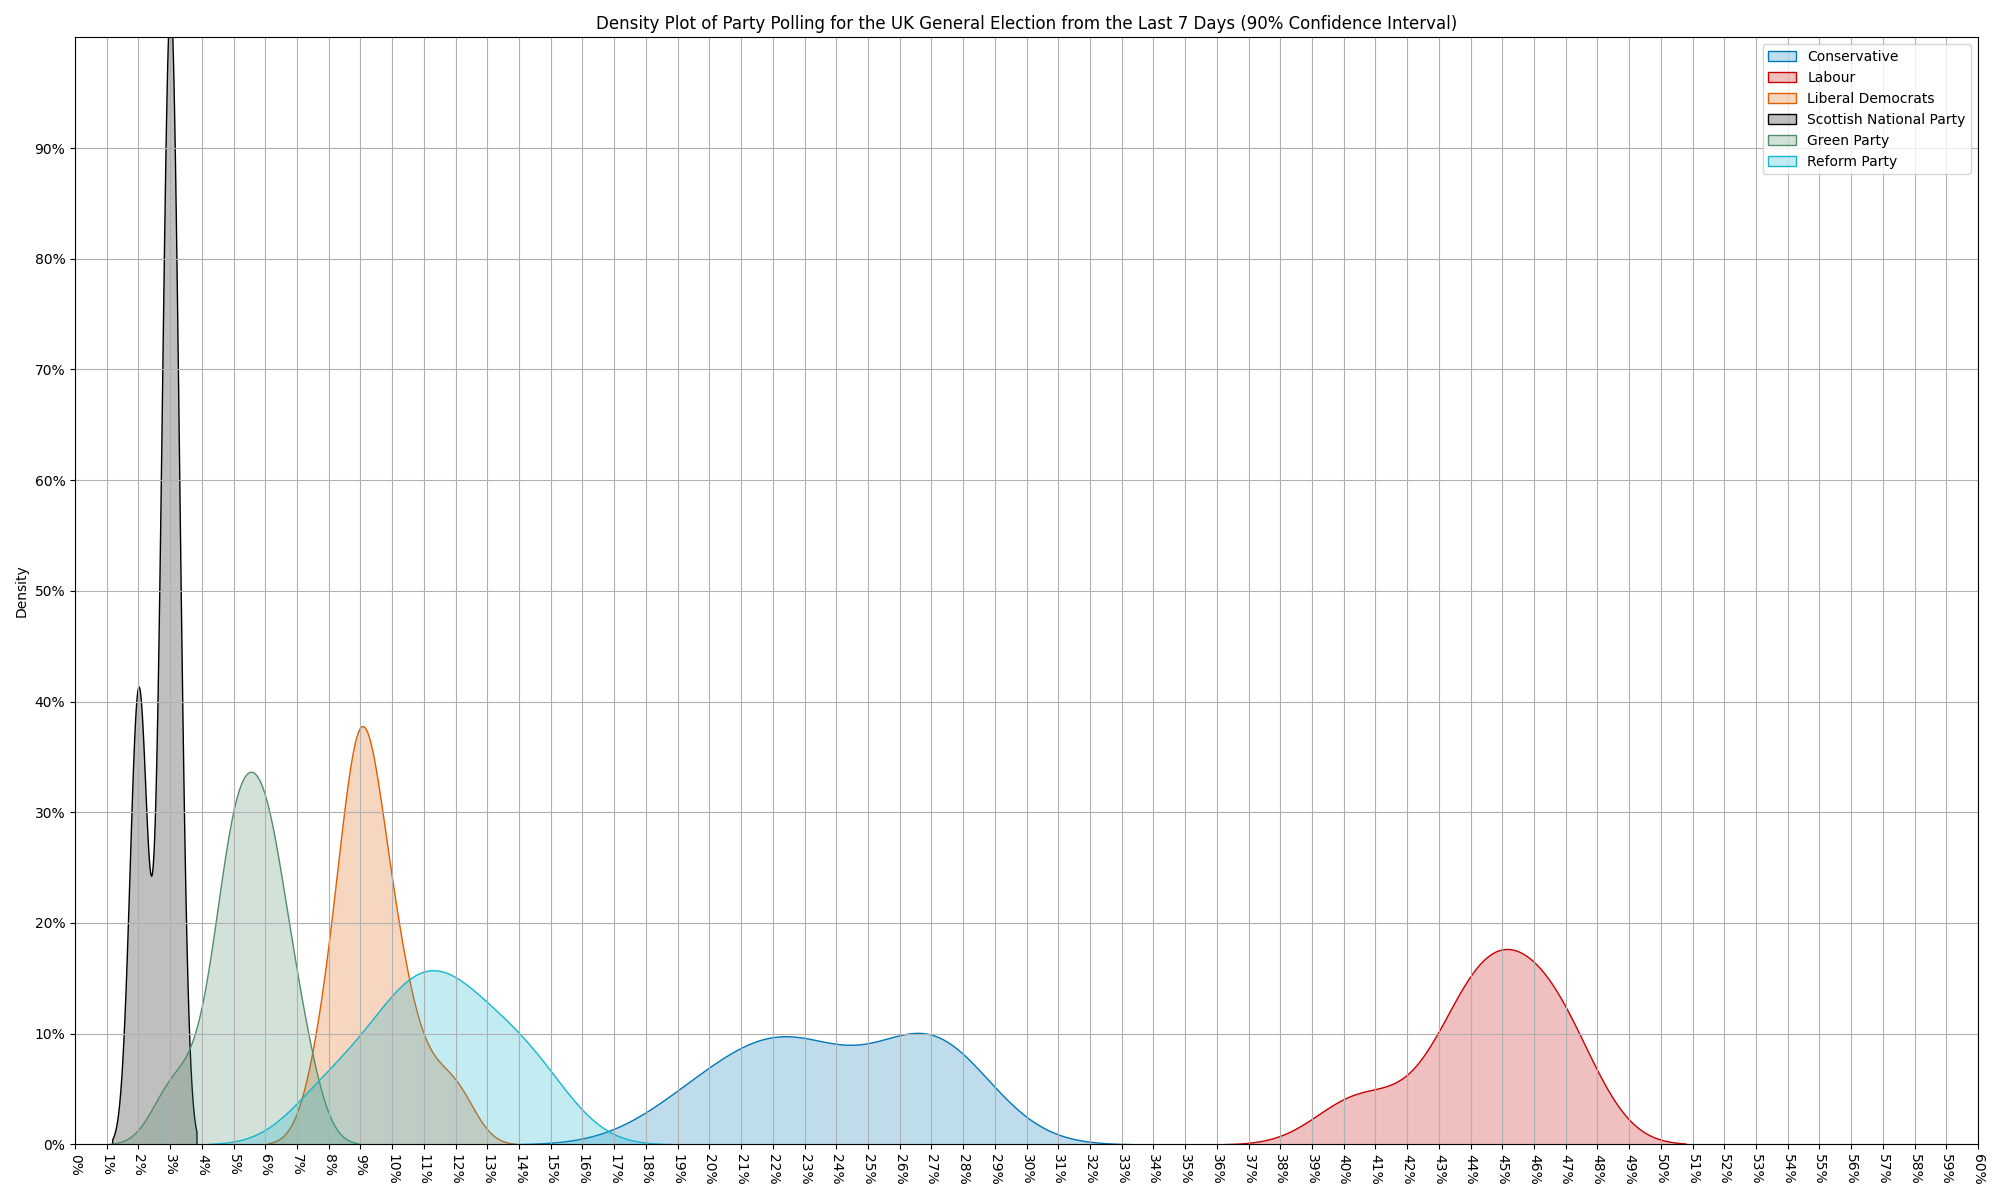 Density Plot of Party Polling for the UK General Election from the Last 7 Days (90% Confidence Interval)
Conservative
Labour
Liberal Democrats
Scottish National Party
Green Party
Reform Party
Density
90%
80%
70%
60%
50%
40%
30%
20%
10%
0%
0% 1% 2% 3% 4% 5% 6% 7% 8% 9% 10% 11% 12% 13% 14% 15% 16% 17% 18% 19% 20% 21% 22% 23% 24% 25% 26% 27% 28% 29% 30% 31% 32% 33% 34% 35% 36% 37% 38% 39% 40% 41% 42% 43% 44% 45% 46% 47% 48% 49% 50% 51% 52% 53% 54% 55% 56% 57% 58% 59% 60%